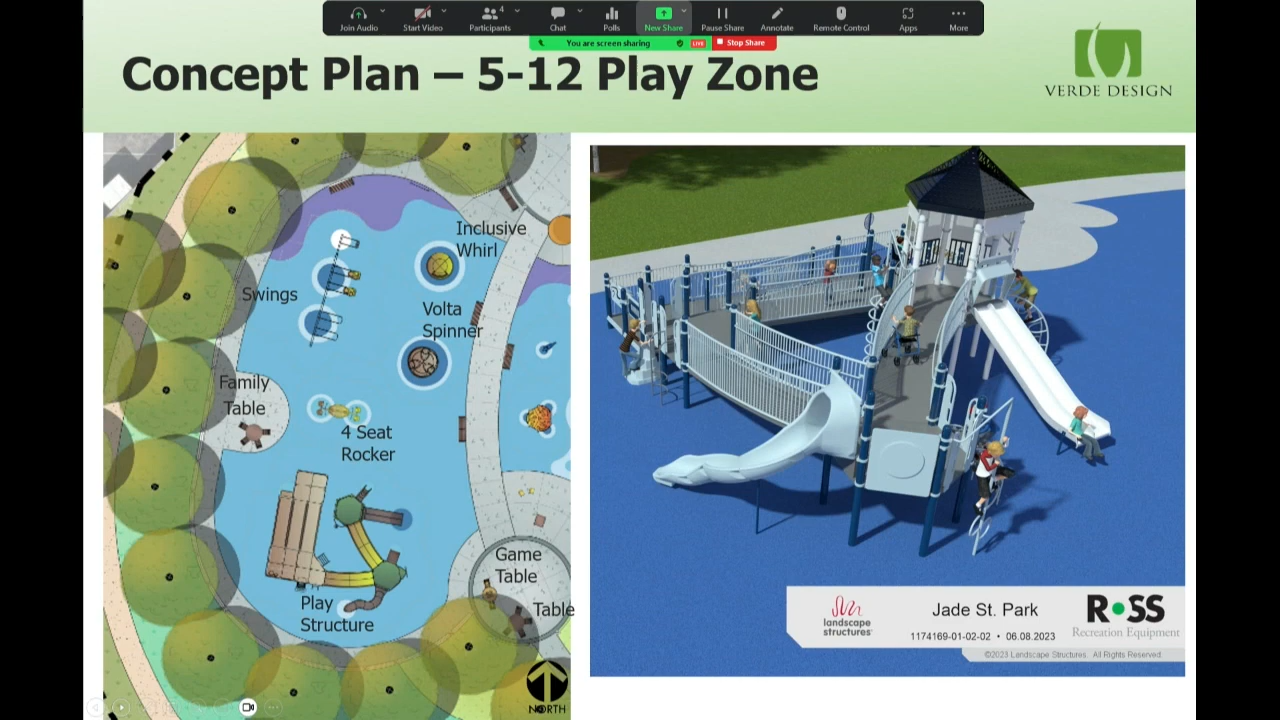 4
Join Audio
Start Video
Participants
Chat
Polls
New Share
Pause Share
Annotate
Remote Control
Apps
More
You are screen sharing
LIVE
Stop Share
Concept Plan – 5-12 Play Zone
VERDE DESIGN
Inclusive
Whirl
Swings
Volta
Spinner
Family
Table
4 Seat
Rocker
Game
Table
Play
Structure
Table
NORTH
landscape
structures
Jade St. Park
1174169-01-02-02 • 06.08.2023
ROSS
Recreation Equipment
©2023 Landscape Structures. All Rights Reserved.